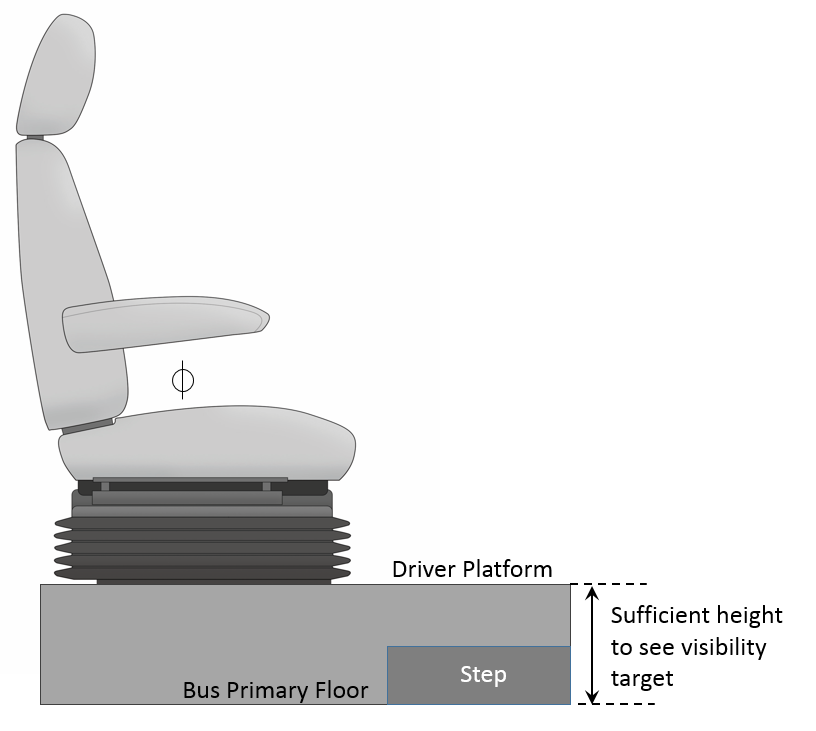 Driver Platform
Sufficient height
to see visibility
target
Step
Bus Primary Floor